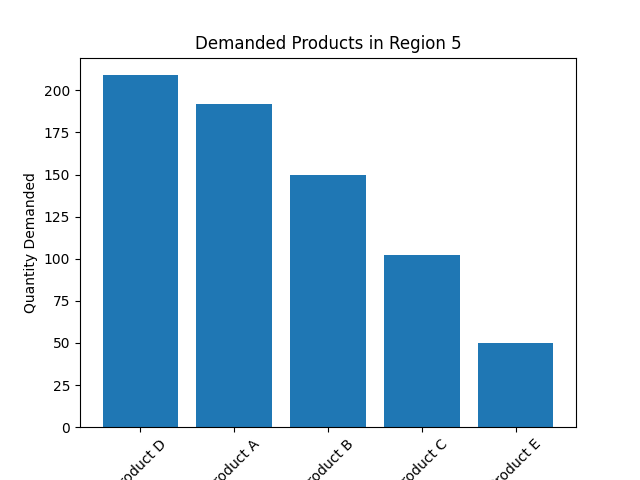 Demanded Products in Region 5
Quantity Demanded
200
175
150
125
100
75
50
25
0
roduct D
roduct A
roduct B
roduct C
roduct E